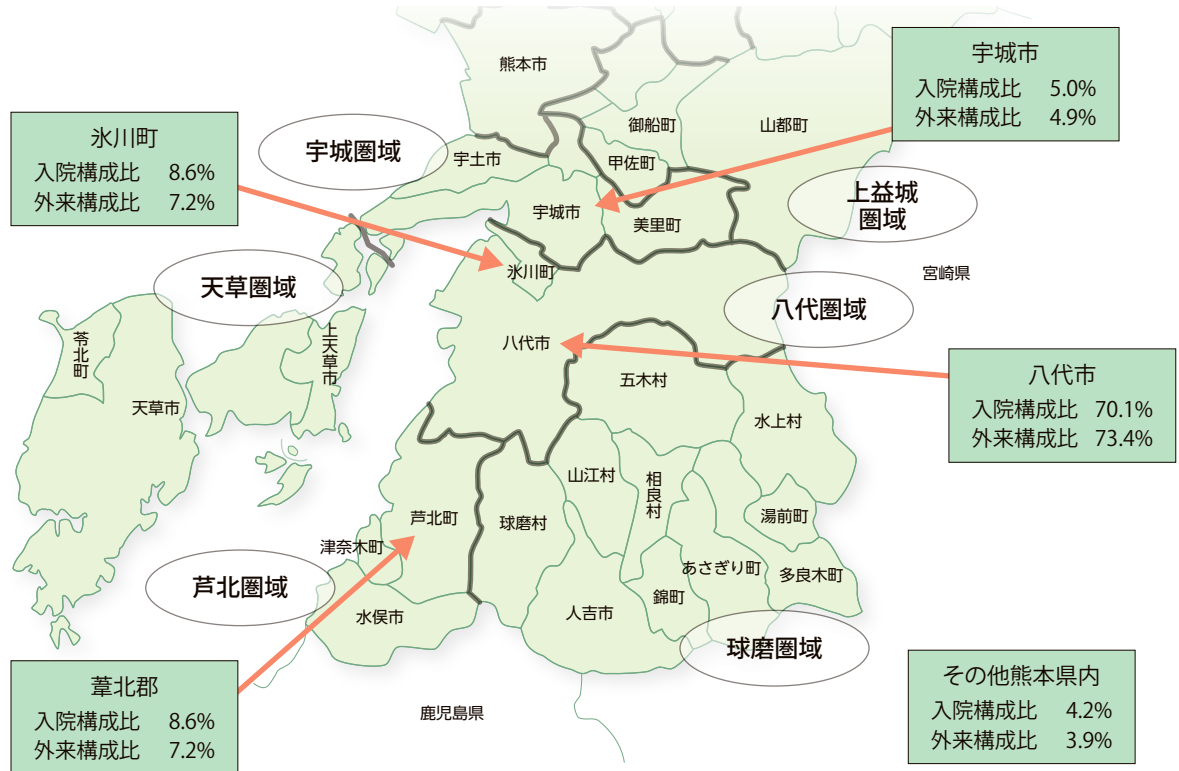 熊本市
宇城市
入院構成比 5.0%
外来構成比 4.9%
御船町
山都町
氷川町
入院構成比 8.6%
外来構成比 7.2%
宇城圏域
宇土市
甲佐町
宇城市
美里町
上益城
圏域
氷川町
宮崎県
天草圏域
八代圏域
苓北町
上天草市
八代市
天草市
五木村
八代市
入院構成比 70.1%
外来構成比 73.4%
水上村
山江村
相良村
湯前町
芦北町
球磨村
津奈木町
あさぎり町
多良木町
芦北圏域
錦町
水俣市
人吉市
球磨圏域
葦北郡
入院構成比 8.6%
外来構成比 7.2%
鹿児島県
その他熊本県内
入院構成比 4.2%
外来構成比 3.9%